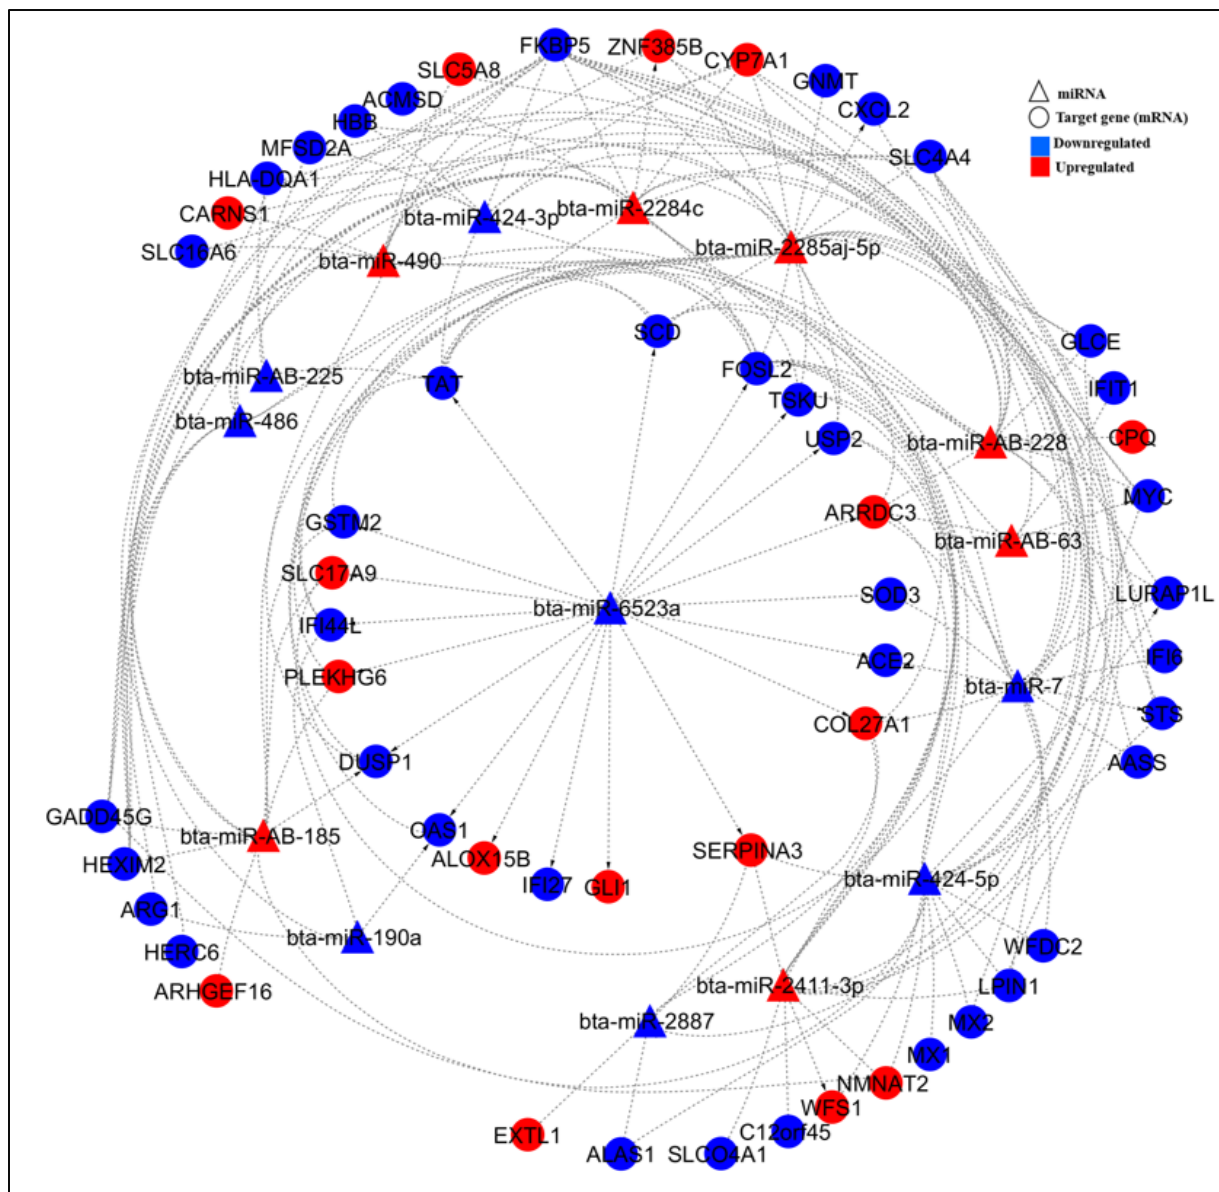 FKBP5
ZNF385B
CYP7A1
SLC5A8
GNMT
ACMSD
CXCL2
HBB
MFSD2A
SLC4A4
HLA-DQA1
CARNS1
SLC16A6
miRNA
Target gene (mRNA)
Downregulated
Upregulated
bta-miR-424-3p
bta-miR-2284c
bta-miR-2285aj-5p
bta-miR-490
SCD
GLCE
bta-miR-AB-225
TAT
FOSL2
IFIT1
TSKU
bta-miR-486
USP2
bta-miR-AB-228
CPQ
MYC
GSTM2
ARRDC3
bta-miR-AB-63
SLC17A9
SOD3
LURAP1L
bta-miR-6523a
IFI44L
ACE2
IFI6
PLEKHG6
bta-miR-7
STS
COL27A1
DUSP1
AASS
GADD45G
bta-miR-AB-185
OAS1
ALOX15B
SERPINA3
HEXIM2
IFI27
GLI1
bta-miR-424-5p
ARG1
bta-miR-190a
HERC6
WFDC2
ARHGEF16
bta-miR-2411-3p
LPIN1
bta-miR-2887
MX2
MX1
NMNAT2
WFS1
EXTL1
C12orf45
ALAS1
SLCO4A1